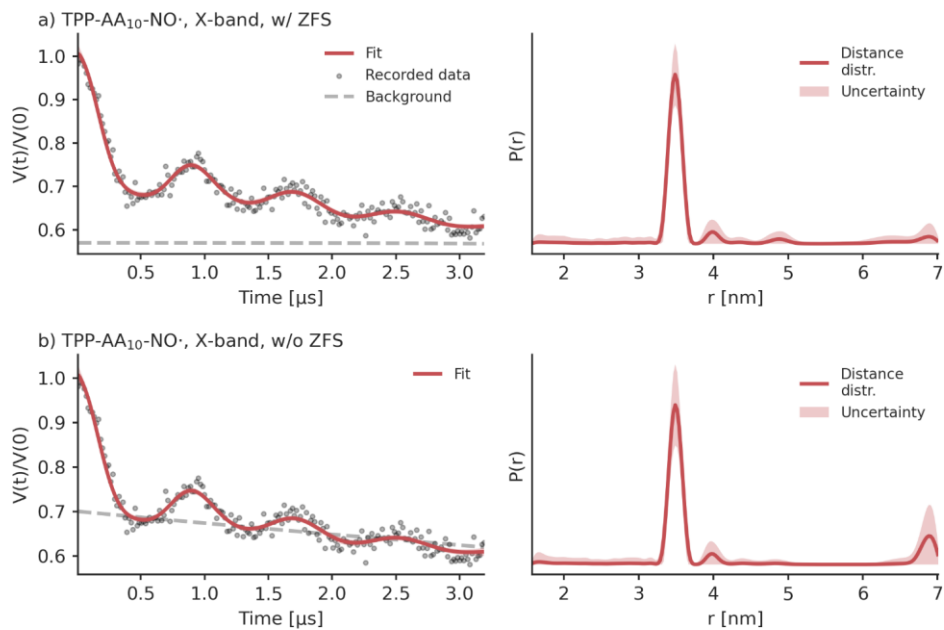 a) TPP-AA₁₀-NO·, X-band, w/ ZFS
1.0
0.9
0.8
0.7
0.6
V(t)/V(0)
Fit
Recorded data
Background
0.5
1.0
1.5
2.0
2.5
3.0
Time [μs]
P(r)
Distance
distr.
Uncertainty
2
3
4
5
6
7
r [nm]
b) TPP-AA₁₀-NO·, X-band, w/o ZFS
1.0
0.9
0.8
0.7
0.6
V(t)/V(0)
Fit
0.5
1.0
1.5
2.0
2.5
3.0
Time [μs]
P(r)
Distance
distr.
Uncertainty
2
3
4
5
6
7
r [nm]